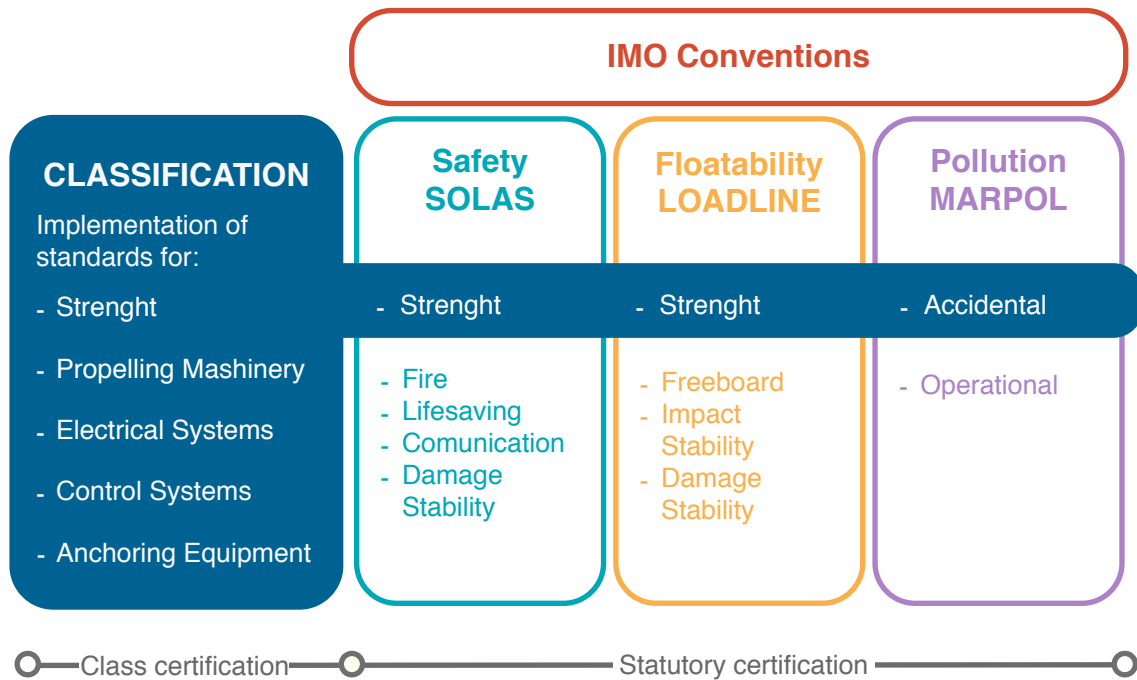 IMO Conventions
CLASSIFICATION
Implementation of
standards for:
- Strenght
- Propelling Mashinery
- Electrical Systems
- Control Systems
- Anchoring Equipment
Safety
SOLAS
- Strenght
- Fire
- Lifesaving
- Comunication
- Damage
Stability
Floatability
LOADLINE
- Strenght
- Freeboard
- Impact
Stability
- Damage
Stability
Pollution
MARPOL
- Accidental
- Operational
Class certification
Statutory certification